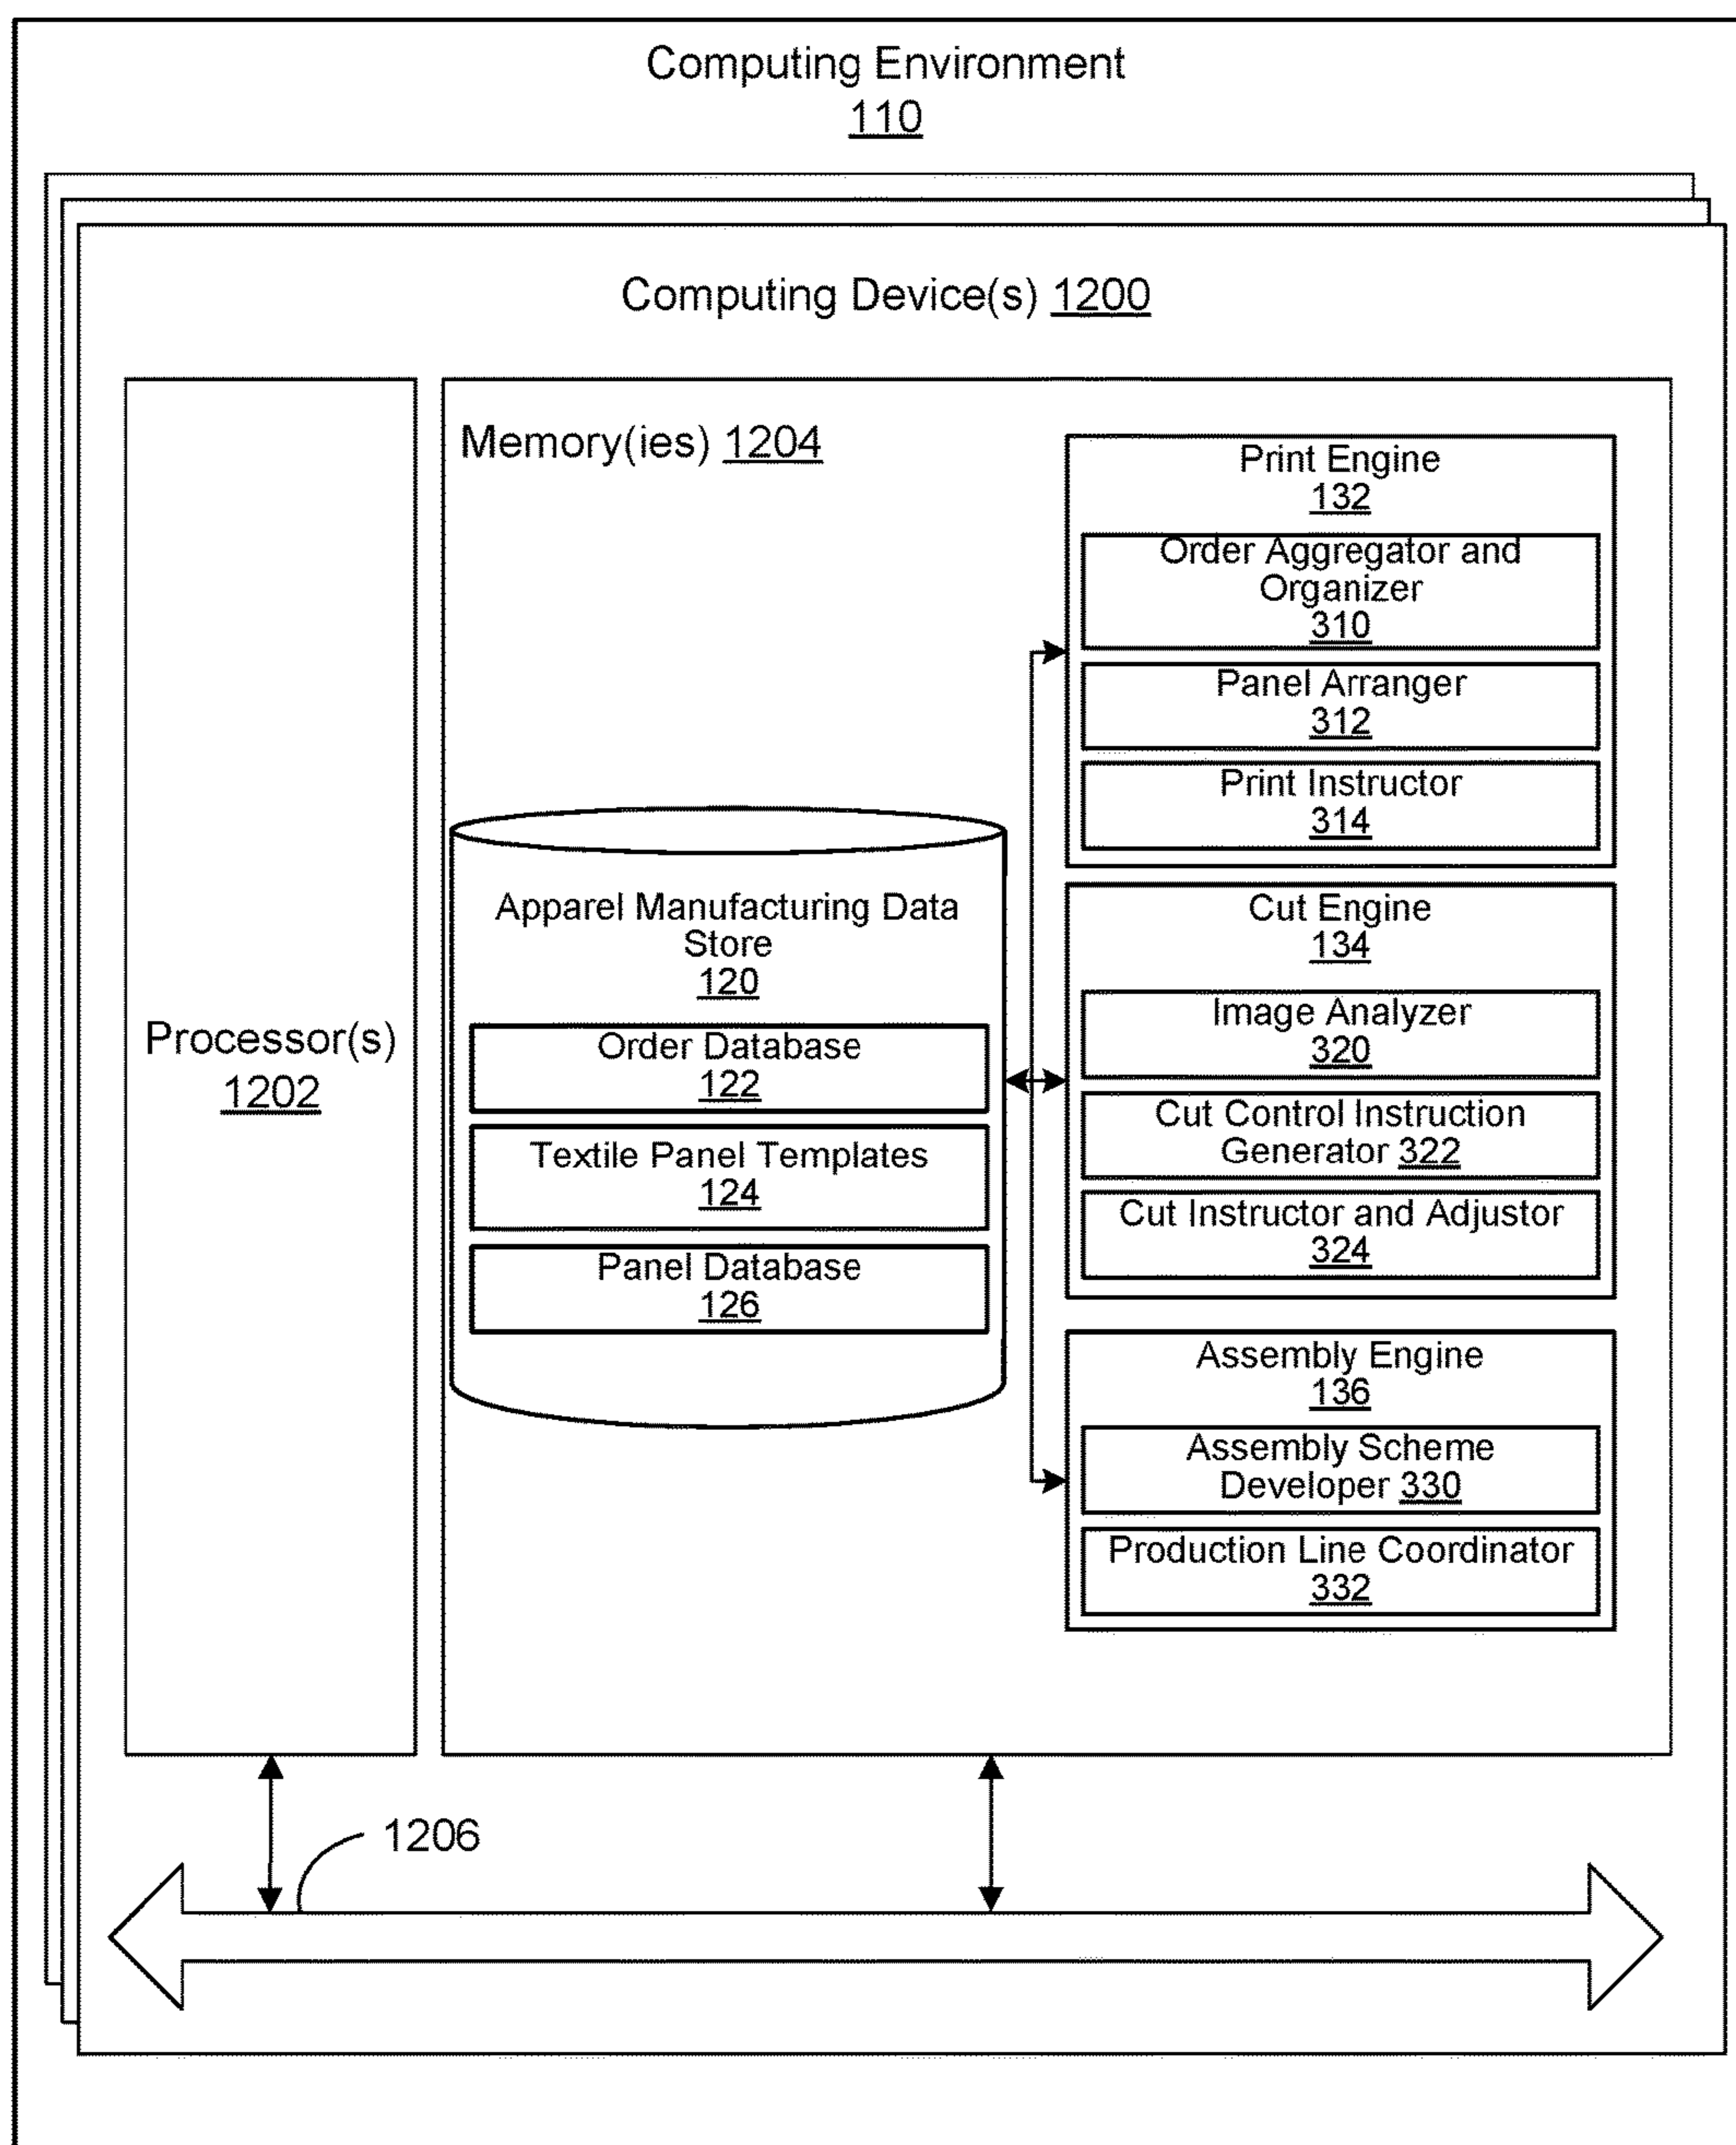 Computing Environment
110
Computing Device(s) 1200
Processor(s)
1202
Memory(ies) 1204
Apparel Manufacturing Data
Store
120
Order Database
122
Textile Panel Templates
124
Panel Database
126
Print Engine
132
Order Aggregator and
Organizer
310
Panel Arranger
312
Print Instructor
314
Cut Engine
134
Image Analyzer
320
Cut Control Instruction
Generator 322
Cut Instructor and Adjustor
324
Assembly Engine
136
Assembly Scheme
Developer 330
Production Line Coordinator
332
1206